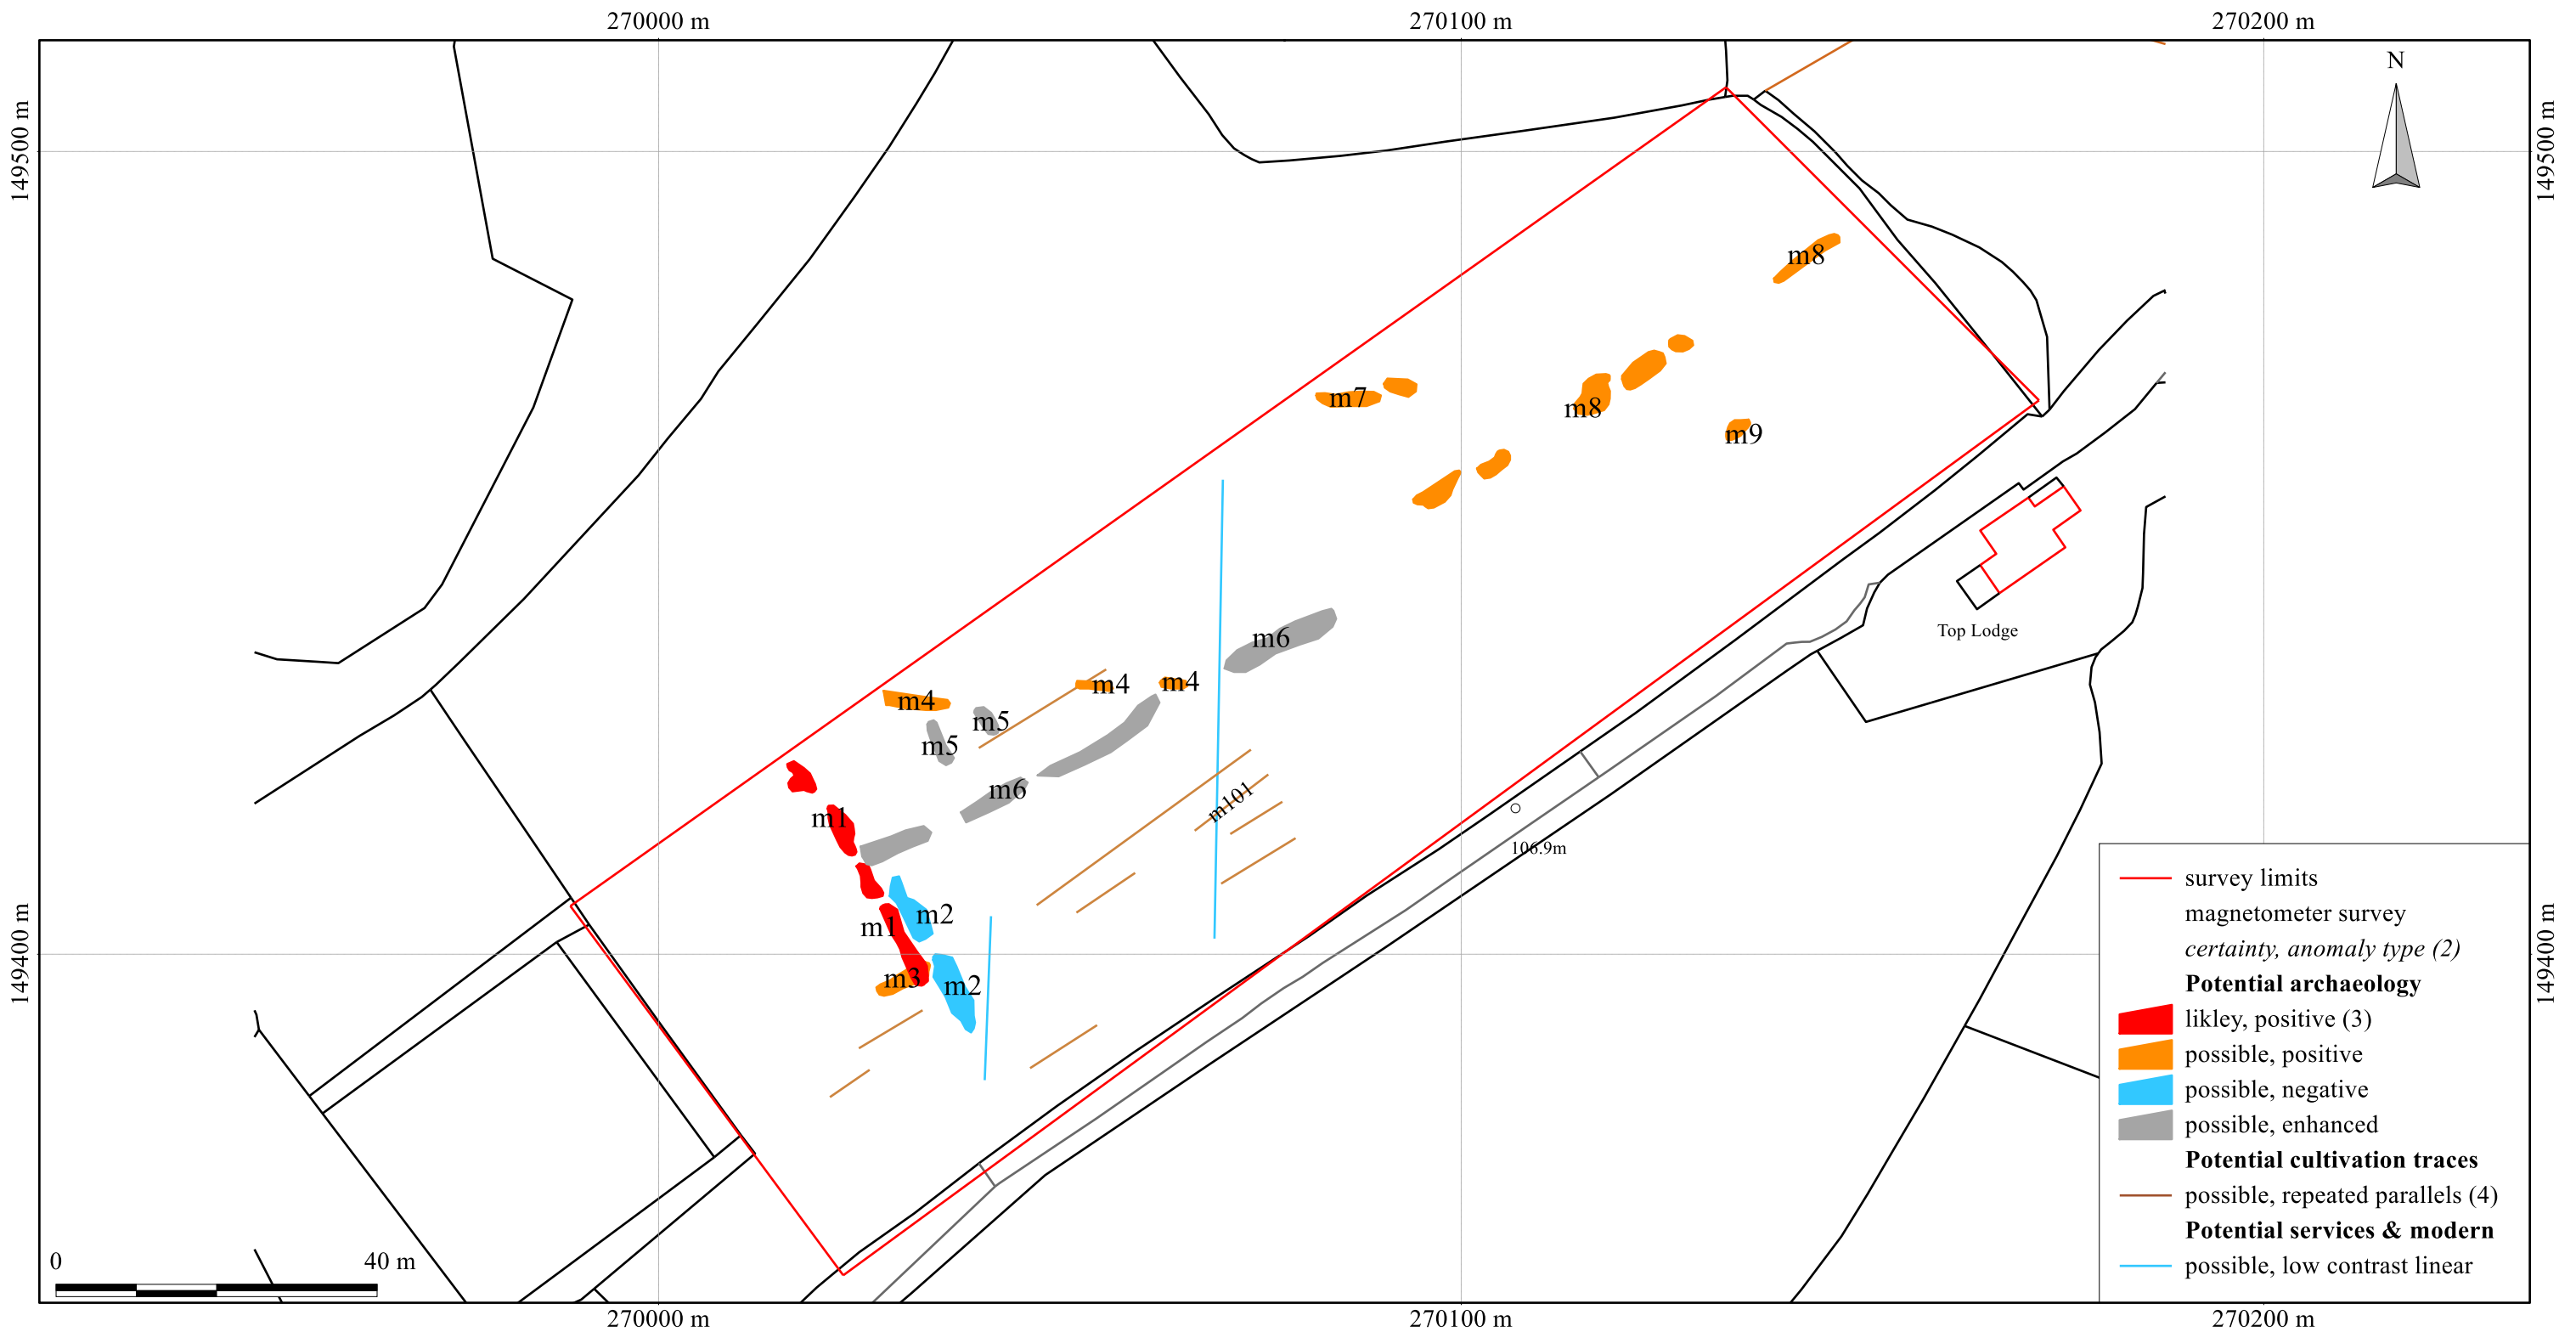 270000 m
270100 m
270200 m
N
149500 m
149500 m
m8
m7
m8
m9
m6
Top Lodge
m4
m4
m4
m5
m5
m6
m101
m1
106.9m
m2
m1
m3
m2
149400 m
149400 m
survey limits
magnetometer survey
certainty, anomaly type (2)
Potential archaeology
likley, positive (3)
possible, positive
possible, negative
possible, enhanced
Potential cultivation traces
possible, repeated parallels (4)
Potential services & modern
possible, low contrast linear
0
40 m
270000 m
270100 m
270200 m